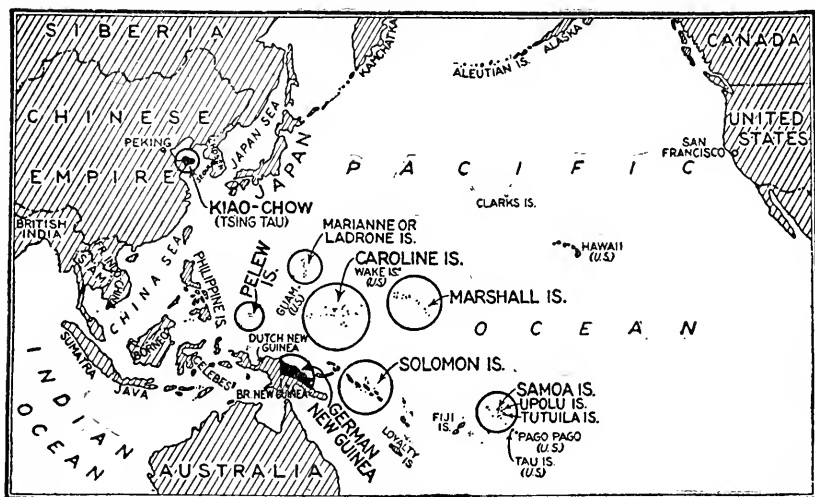 SIBERIA
KAMCHATKA
ALEUTIAN IS.
ALASKA
CANADA
CHINESE
EMPIRE
PEKING
JAPAN SEA
JAPAN
UNITED
STATES
SAN
FRANCISCO
PACIFIC
KIAO-CHOW
(TSING TAU)
CLARKS IS.
BRITISH
INDIA
SIAM
CHINA SEA
PHILIPPINE IS.
PELEW
IS.
MARIANNE OR
LADRONE IS.
GUAM
(U.S)
CAROLINE IS.
WAKE IS.
(U.S)
MARSHALL IS.
HAWAII
(U.S)
OCEAN
SUMATRA
BORNEO
CELEBES
JAVA
DUTCH NEW
GUINEA
BR. NEW GUINEA
GERMAN
NEW GUINEA
SOLOMON IS.
SAMOA IS.
UPOLU IS.
TUTUILA IS.
PAGO PAGO
(U.S)
TAU IS.
(U.S)
FIJI
IS.
LOYALTY
IS
INDIAN
OCEAN
AUSTRALIA